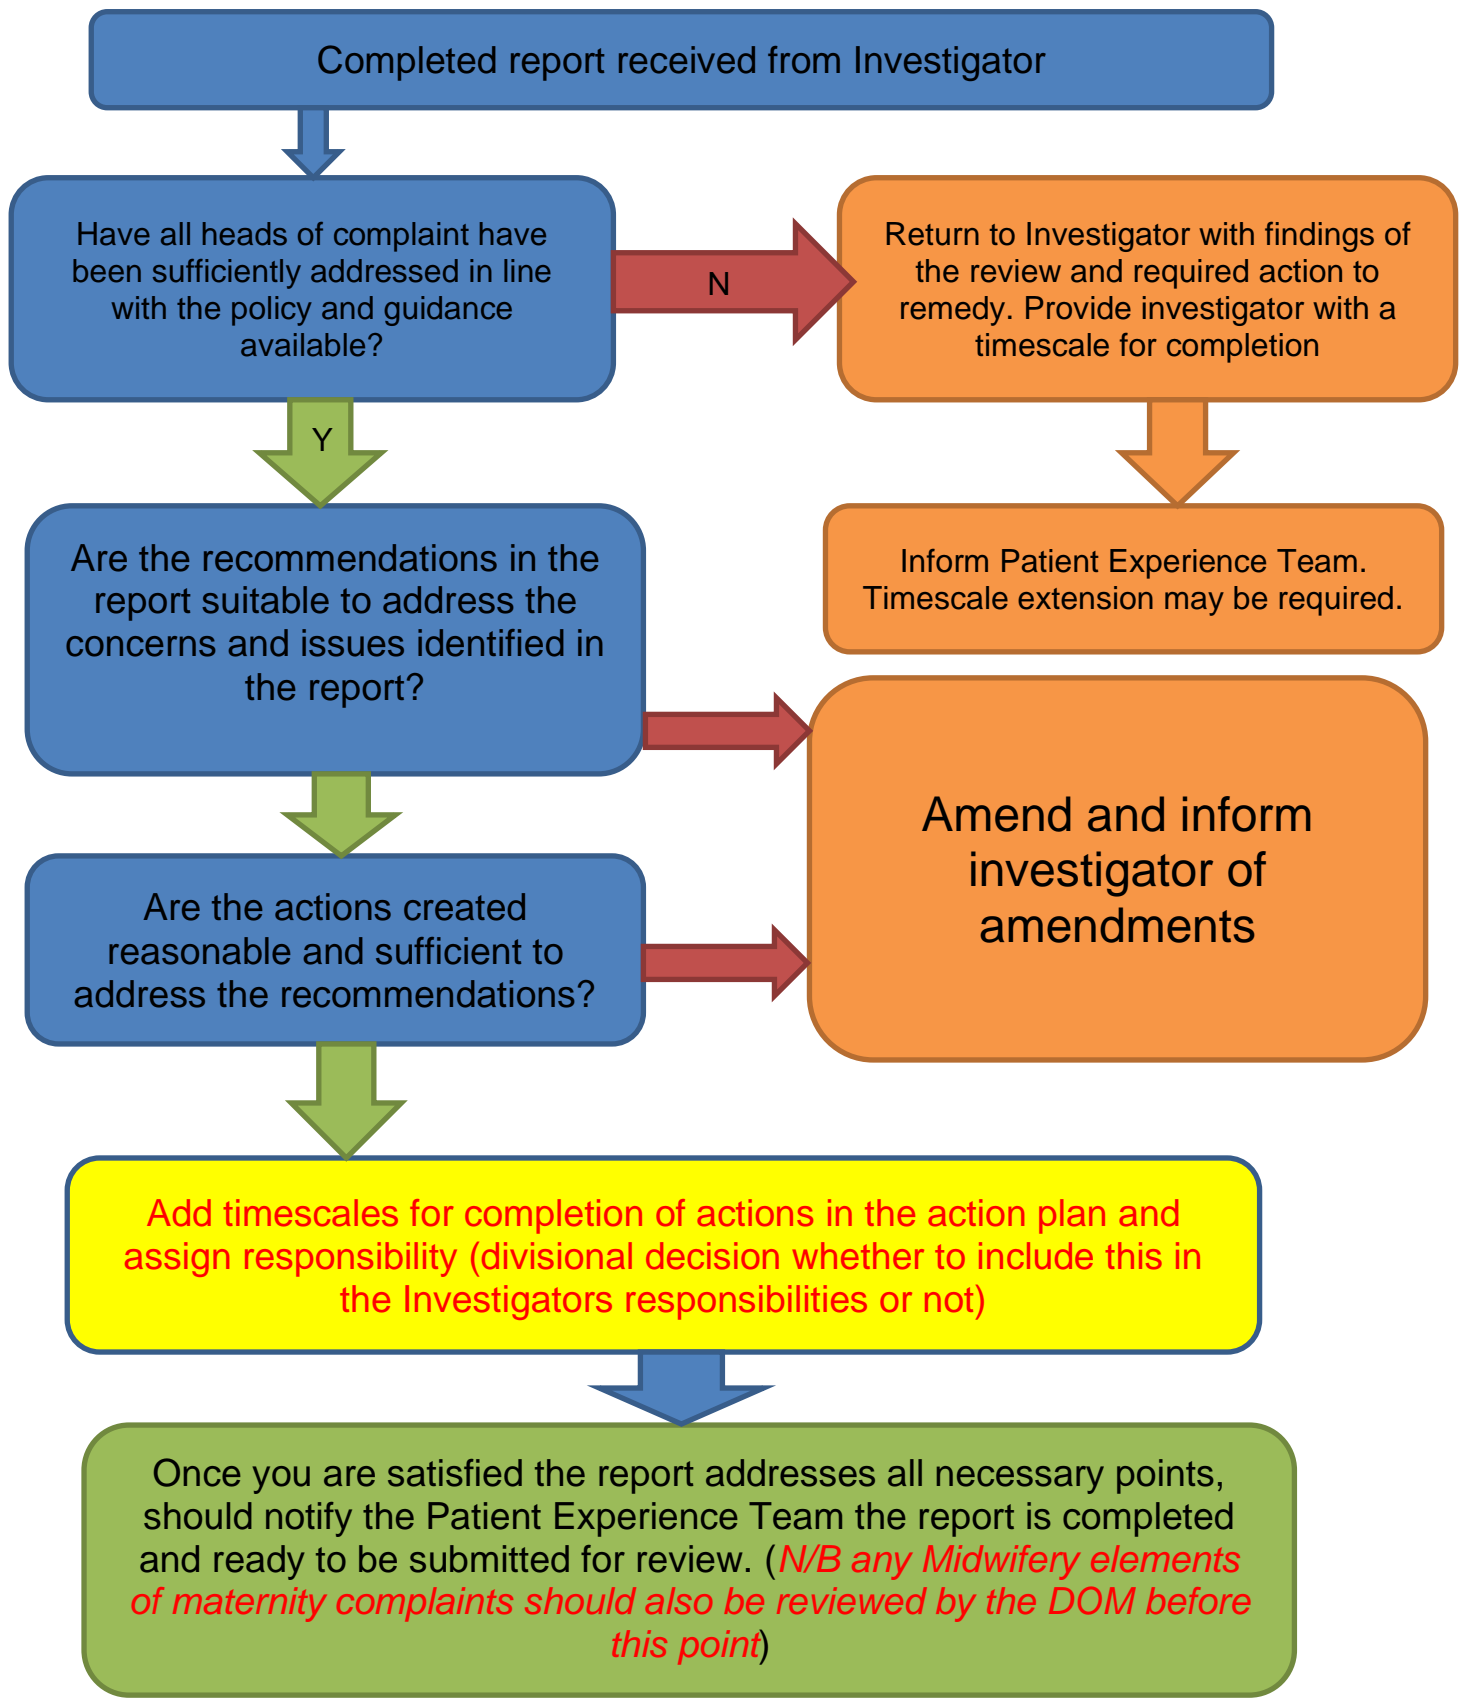 Completed report received from Investigator
Have all heads of complaint have
been sufficiently addressed in line
with the policy and guidance
available?
N
Return to Investigator with findings of
the review and required action to
remedy. Provide investigator with a
timescale for completion
Y
Inform Patient Experience Team.
Timescale extension may be required.
Are the recommendations in the
report suitable to address the
concerns and issues identified in
the report?
Amend and inform
investigator of
amendments
Are the actions created
reasonable and sufficient to
address the recommendations?
Add timescales for completion of actions in the action plan and
assign responsibility (divisional decision whether to include this in
the Investigators responsibilities or not)
Once you are satisfied the report addresses all necessary points,
should notify the Patient Experience Team the report is completed
and ready to be submitted for review. (N/B any Midwifery elements
of maternity complaints should also be reviewed by the DOM before
this point)